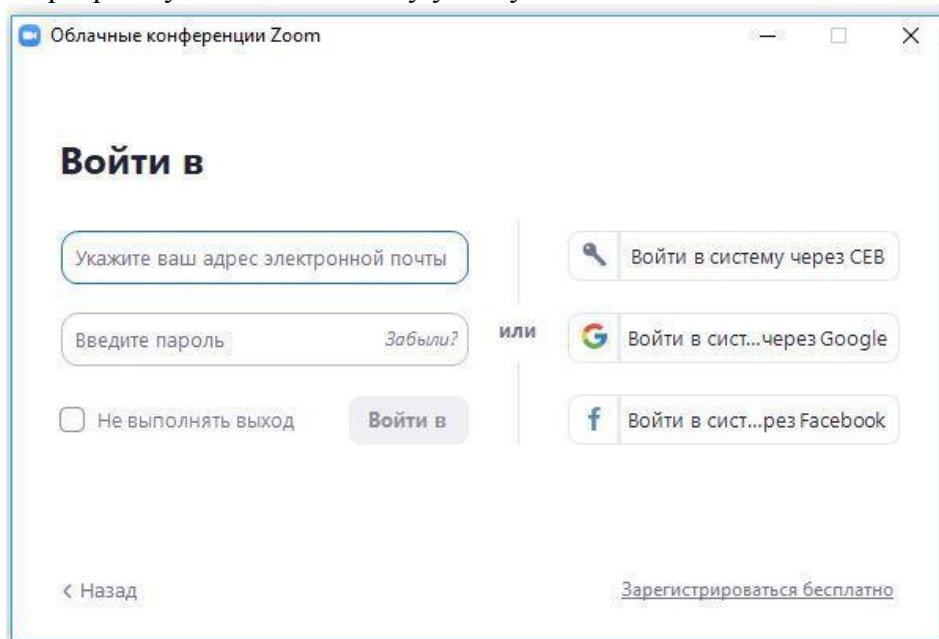 Облачные конференции Zoom
Войти в
Укажите ваш адрес электронной почты
Введите пароль
Забыли?
Не выполнять выход
Войти в
или
Войти в систему через СЕВ
Войти в сист...через Google
Войти в сист...рез Facebook
Назад
Зарегистрироваться бесплатно